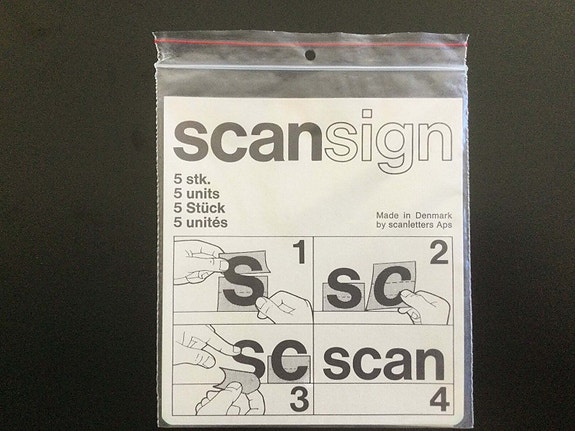 scansign
5 stk.
5 units
5 Stück
5 unités
Made in Denmark
by scanletters Aps
1
S
2
sc
sc
3
scan
4